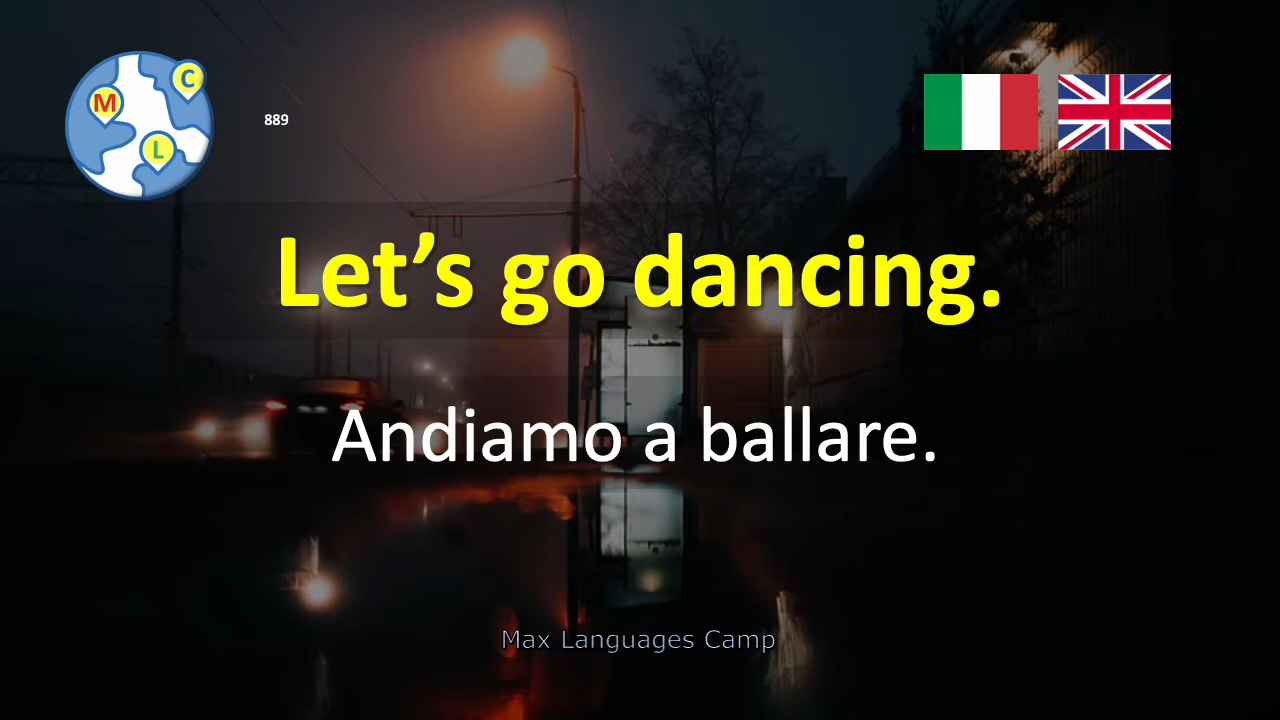 M
C
L
889
Let’s go dancing.
Andiamo a ballare.
Max Languages Camp